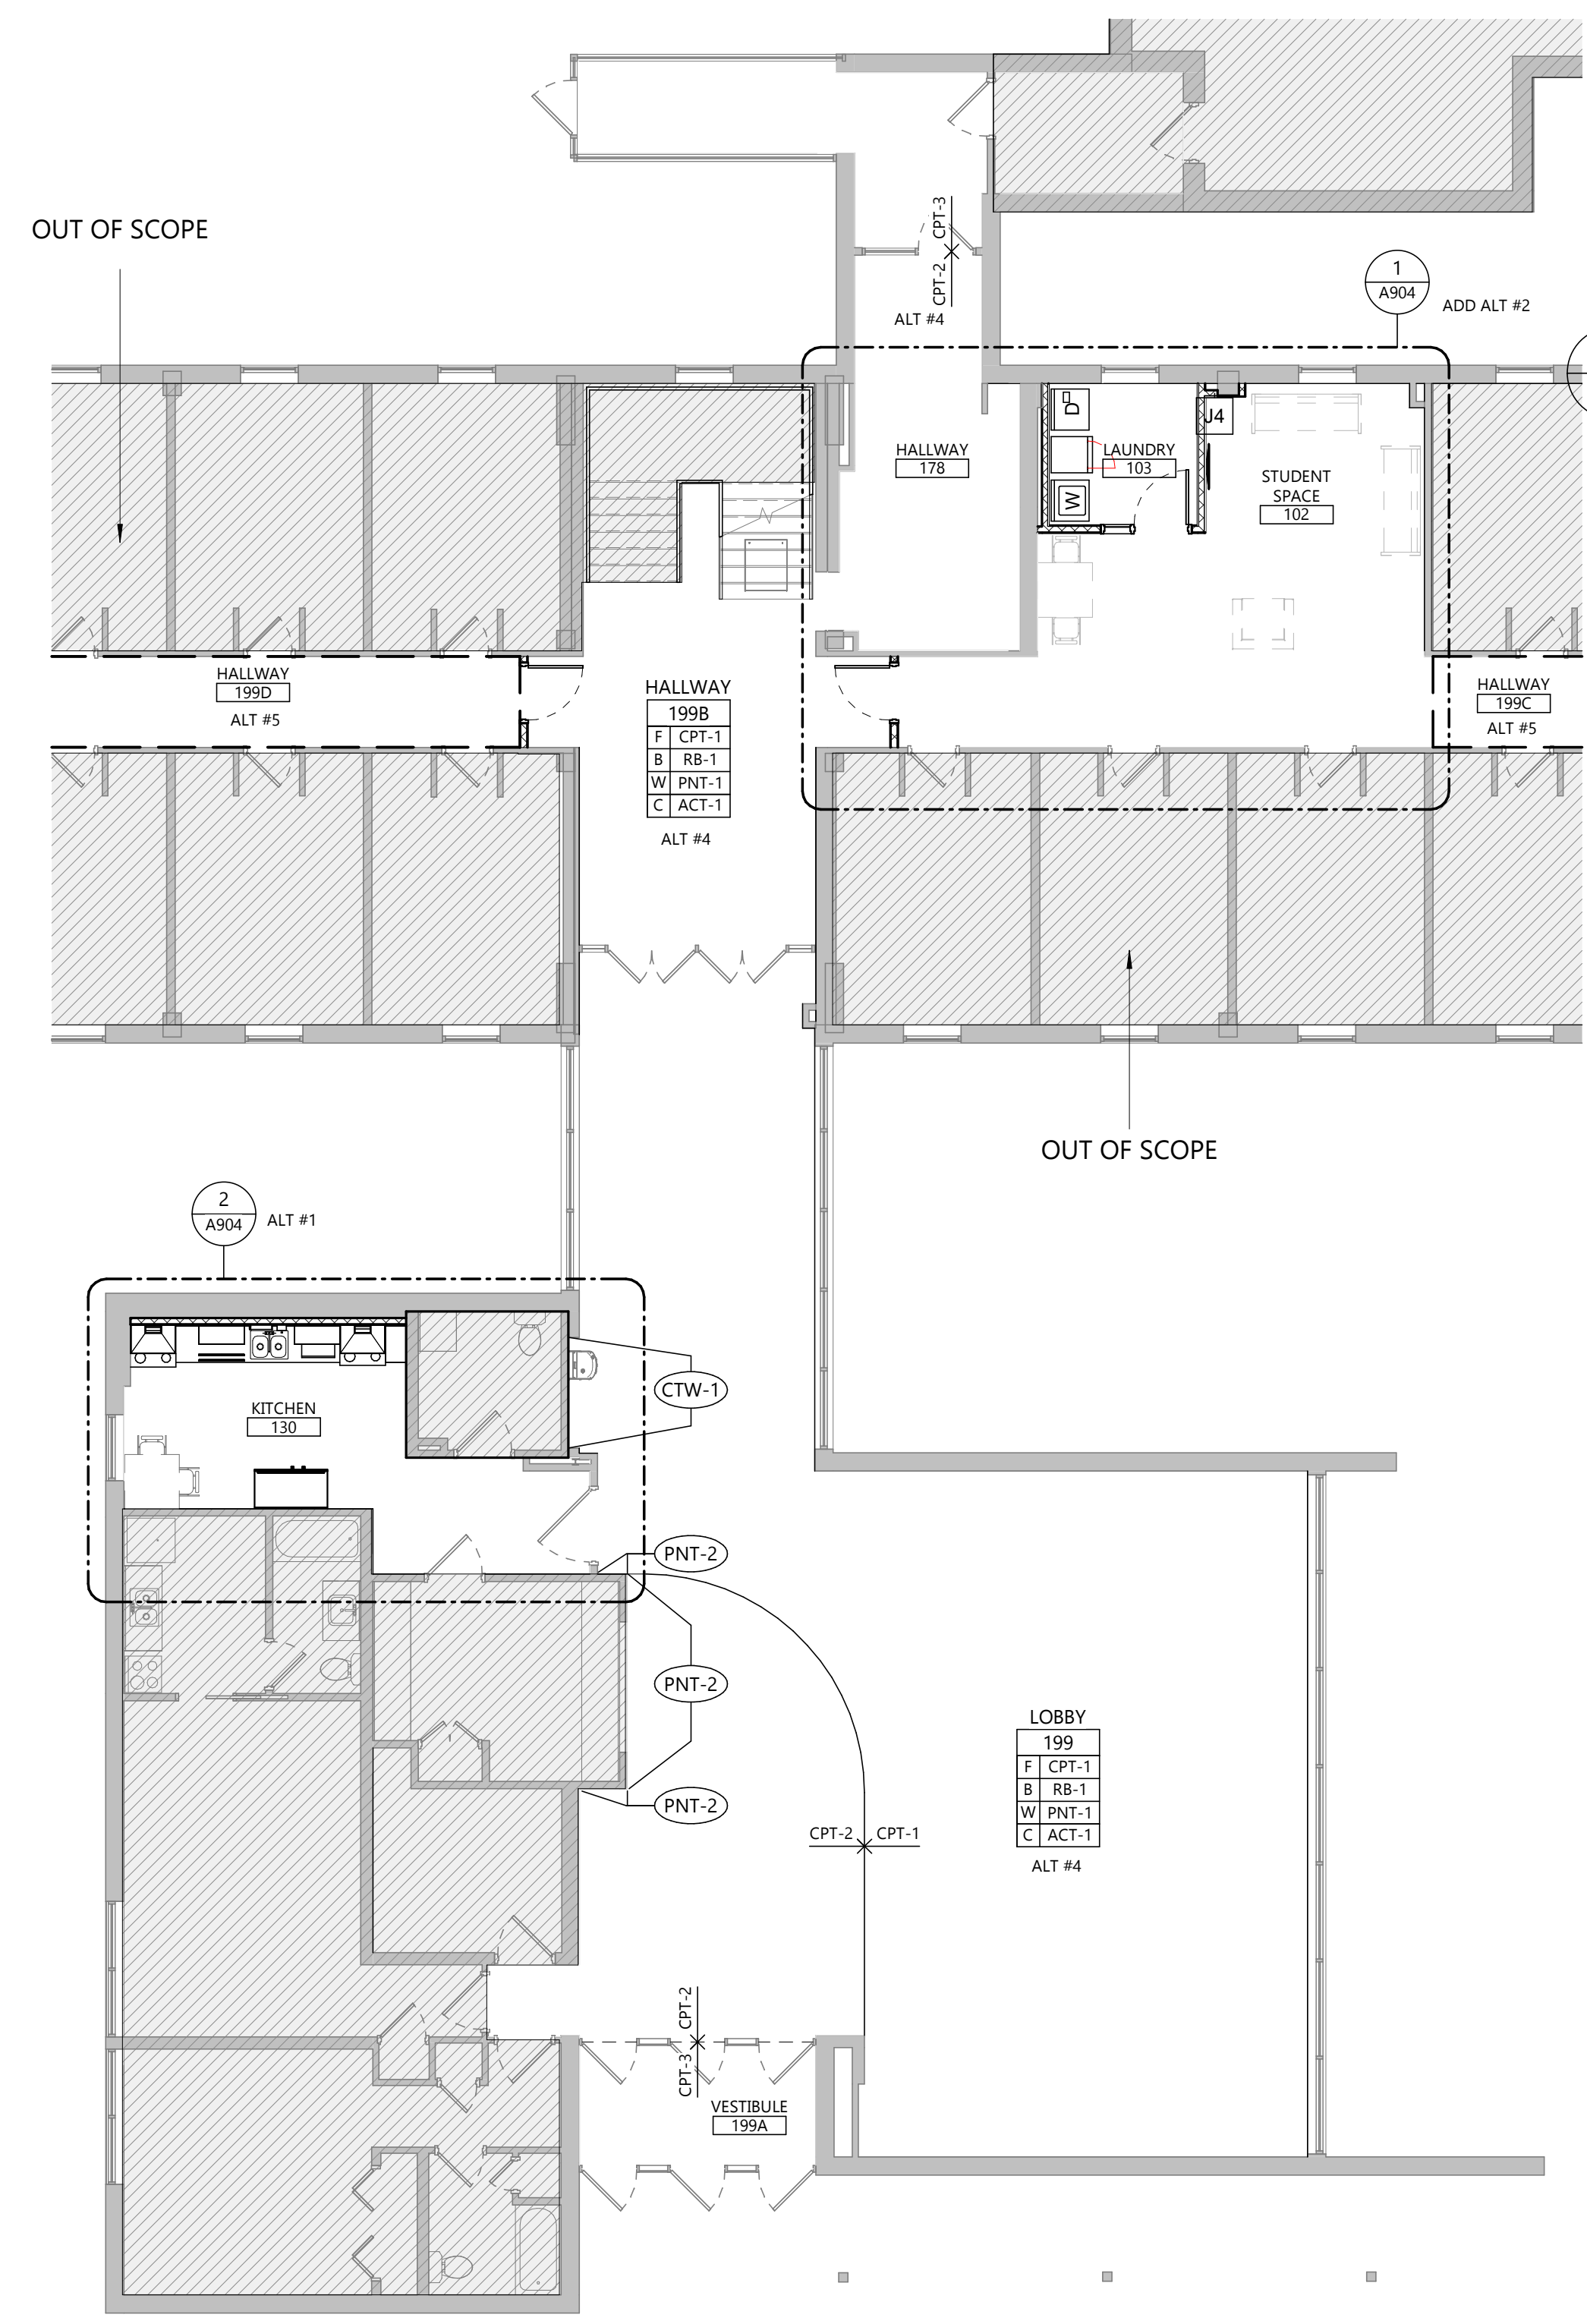 CPT-3
CPT-2
OUT OF SCOPE
1
A904
ADD ALT #2
ALT #4
D
J4
HALLWAY
178
LAUNDRY
103
W
STUDENT
SPACE
102
HALLWAY
199D
ALT #5
HALLWAY
199B
F CPT-1
B RB-1
W PNT-1
C ACT-1
ALT #4
HALLWAY
199C
ALT #5
OUT OF SCOPE
2
A904
ALT #1
KITCHEN
130
CTW-1
PNT-2
PNT-2
PNT-2
LOBBY
199
F CPT-1
B RB-1
W PNT-1
C ACT-1
ALT #4
CPT-2 CPT-1
CPT-2
CPT-3
VESTIBULE
199A